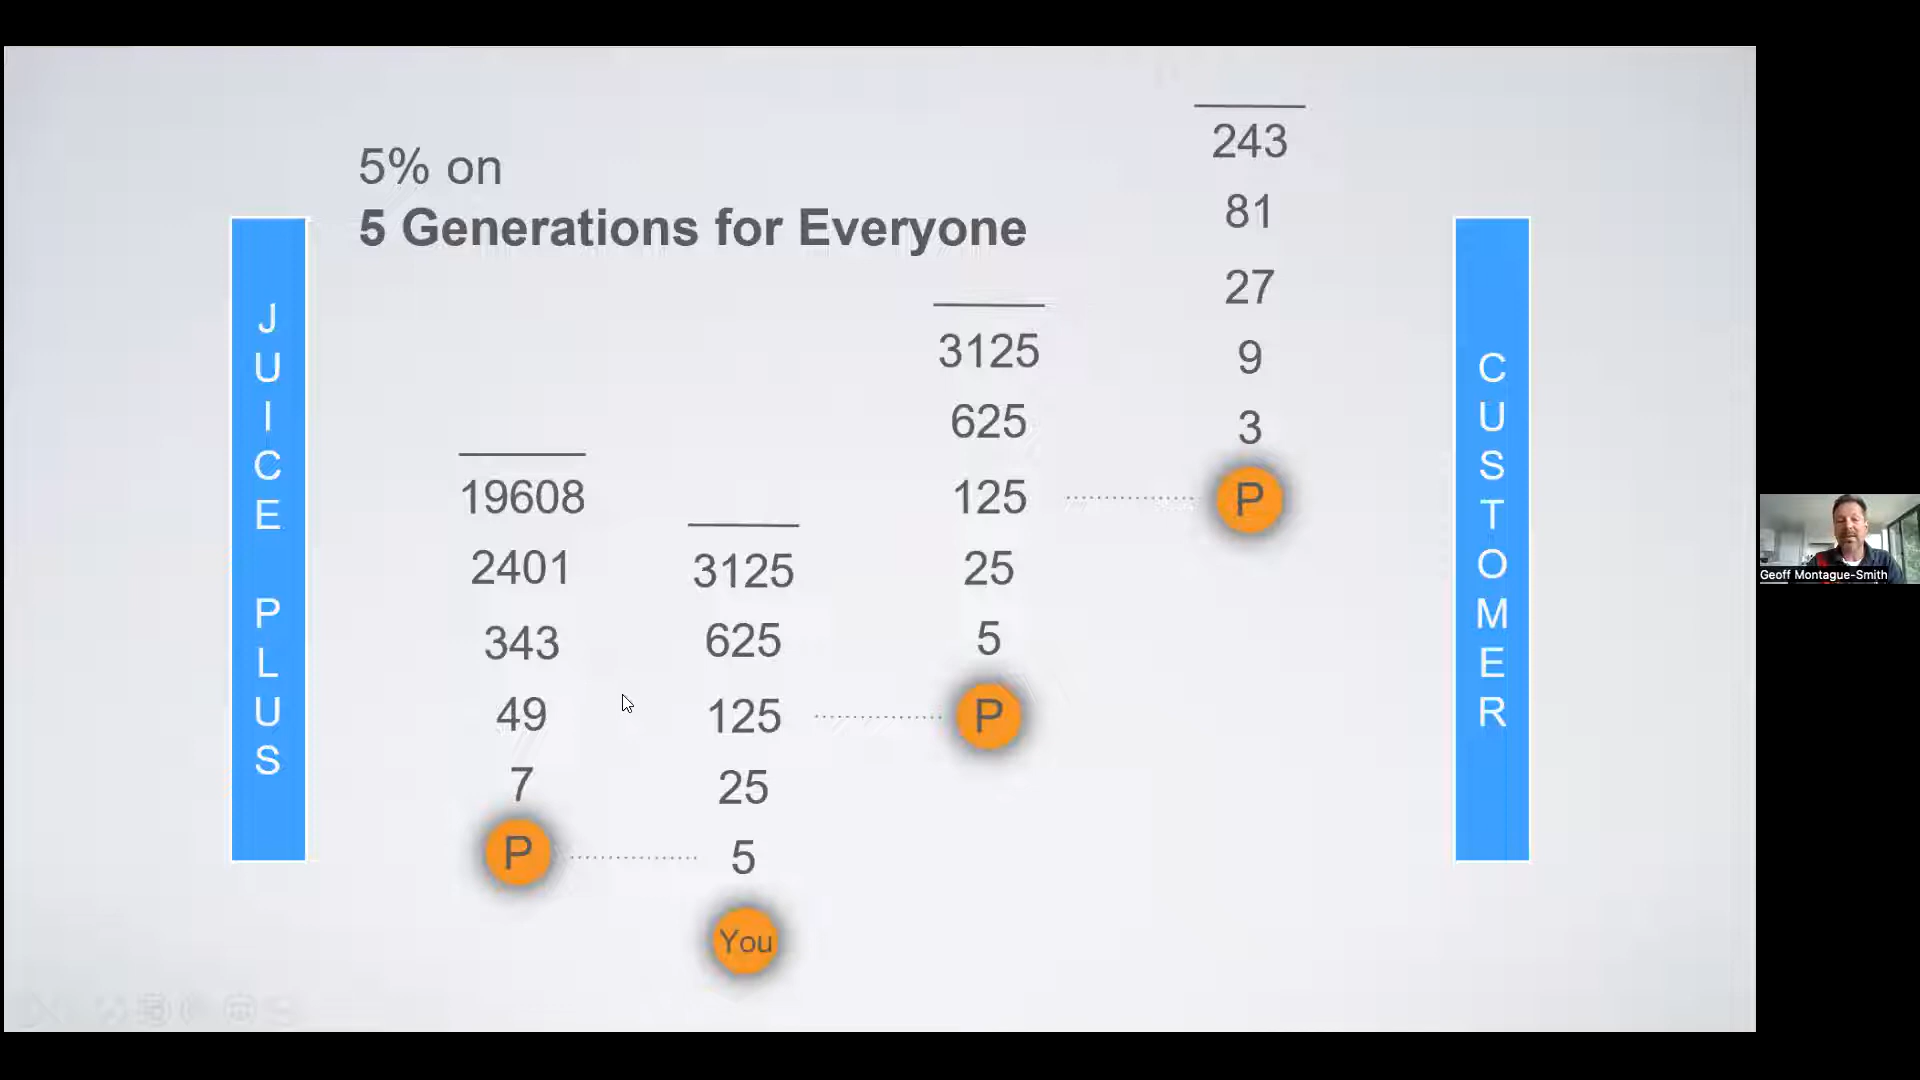 5% on
5 Generations for Everyone
JUICE PLUS
19608
2401
343
49
7
P
3125
625
125
25
5
You
3125
625
125
25
5
P
243
81
27
9
3
P
CUSTOMER
Geoff Montague-Smith